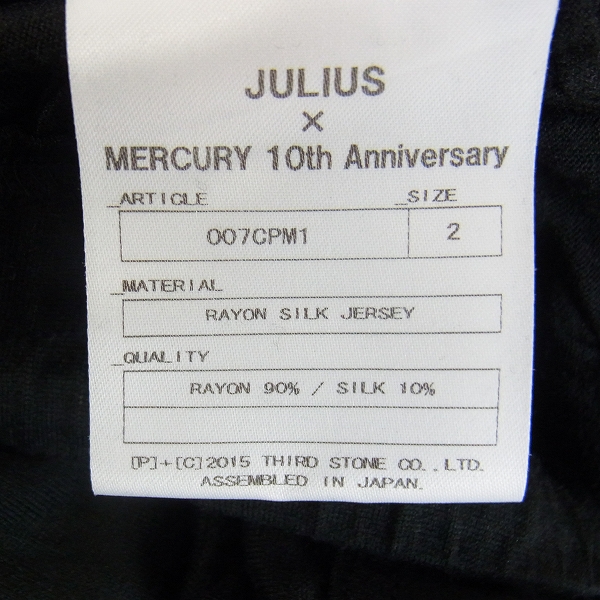 JULIUS
×
MERCURY 10th Anniversary
_ARTICLE _SIZE
007CPM1 2
_MATERIAL
RAYON SILK JERSEY
_QUALITY
RAYON 90% / SILK 10%
[P]+[C]2015 THIRD STONE CO.,LTD.
ASSEMBLED IN JAPAN.